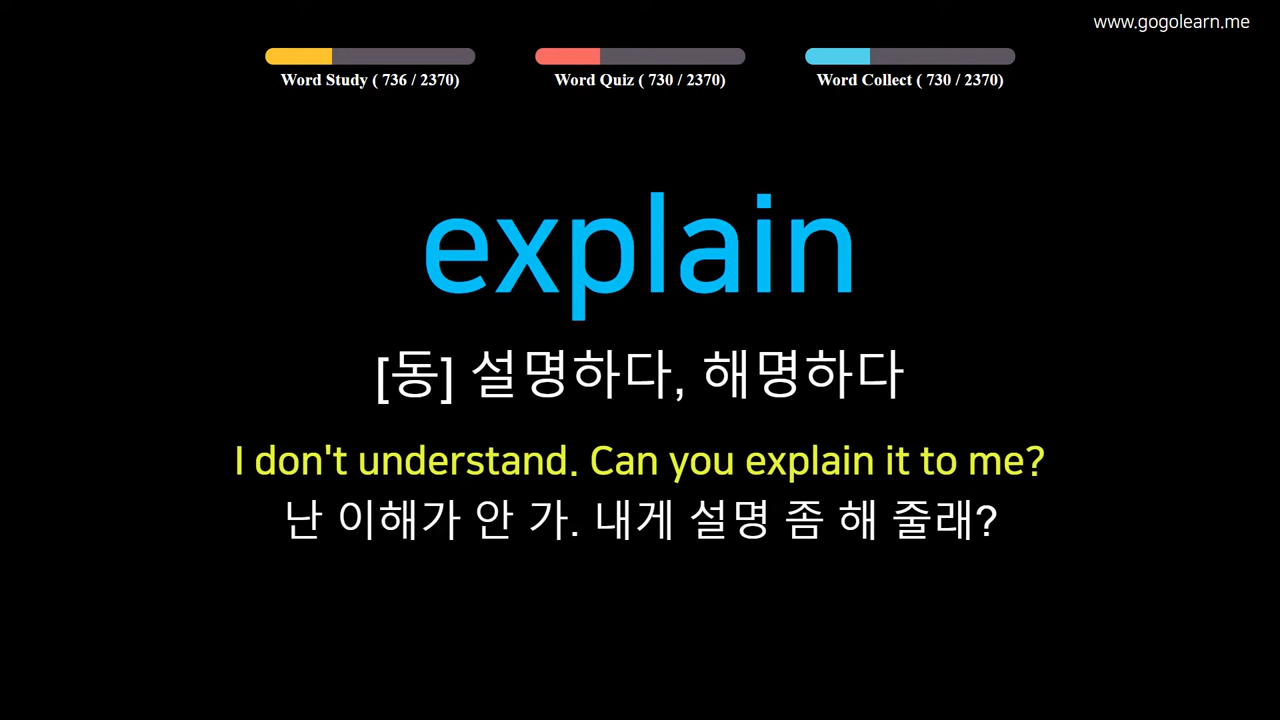 www.gogolearn.me
Word Study ( 736 / 2370)
Word Quiz ( 730 / 2370)
Word Collect ( 730 / 2370)
explain
[동] 설명하다, 해명하다
I don't understand. Can you explain it to me?
난 이해가 안 가. 내게 설명 좀 해 줄래?